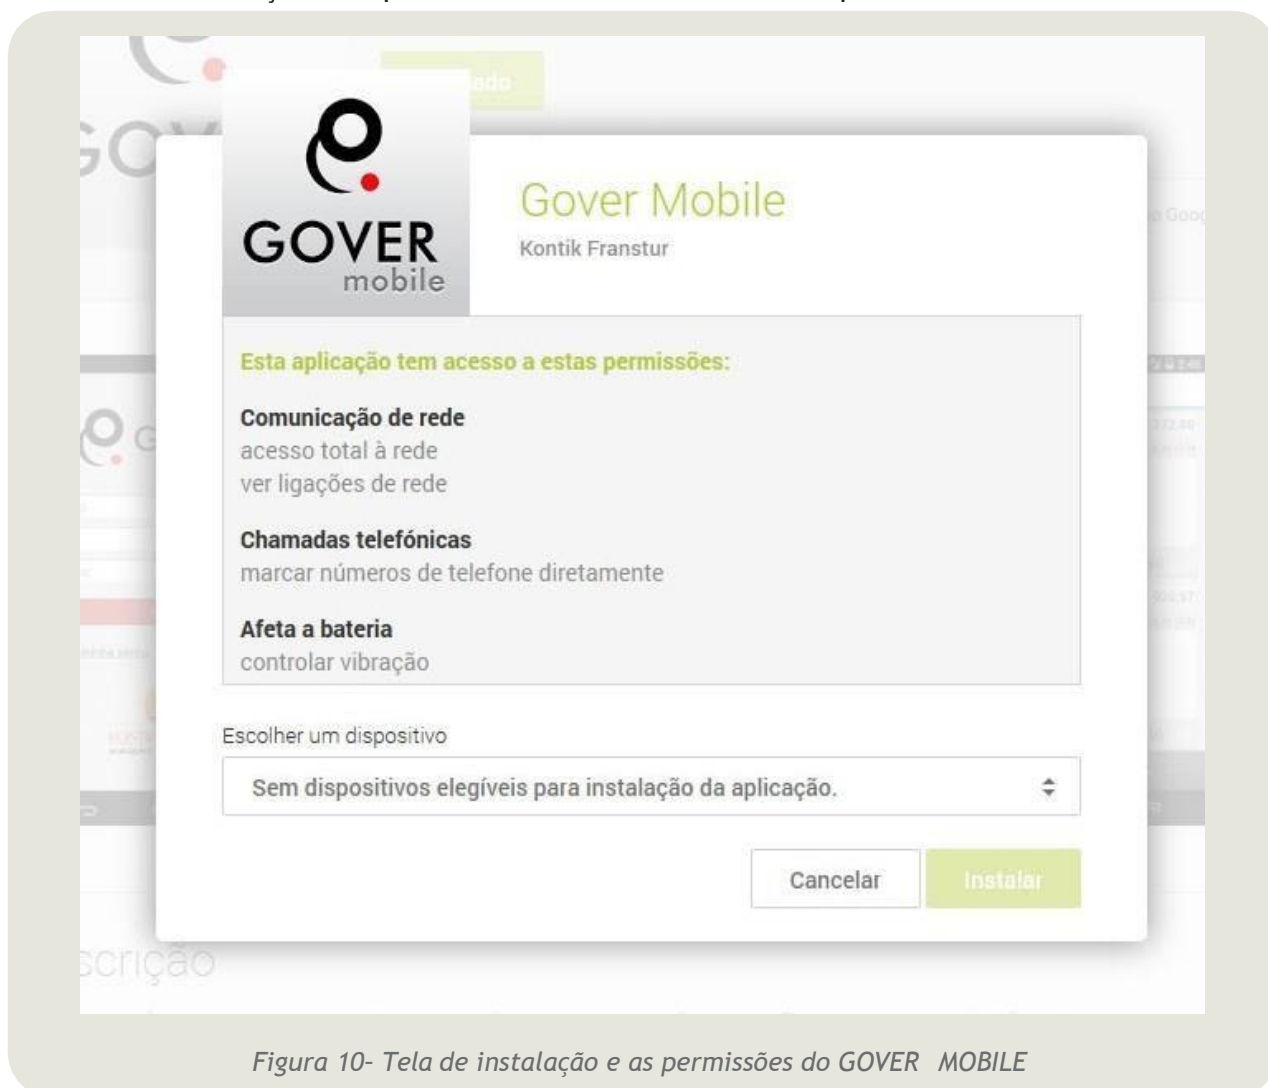 GOVER
mobile
Gover Mobile
Kontik Franstur
Esta aplicação tem acesso a estas permissões:
Comunicação de rede
acesso total à rede
ver ligações de rede
Chamadas telefónicas
marcar números de telefone diretamente
Afeta a bateria
controlar vibração
Escolher um dispositivo
Sem dispositivos elegíveis para instalação da aplicação.
Cancelar
Instalar
scrição
Figura 10- Tela de instalação e as permissões do GOVER MOBILE